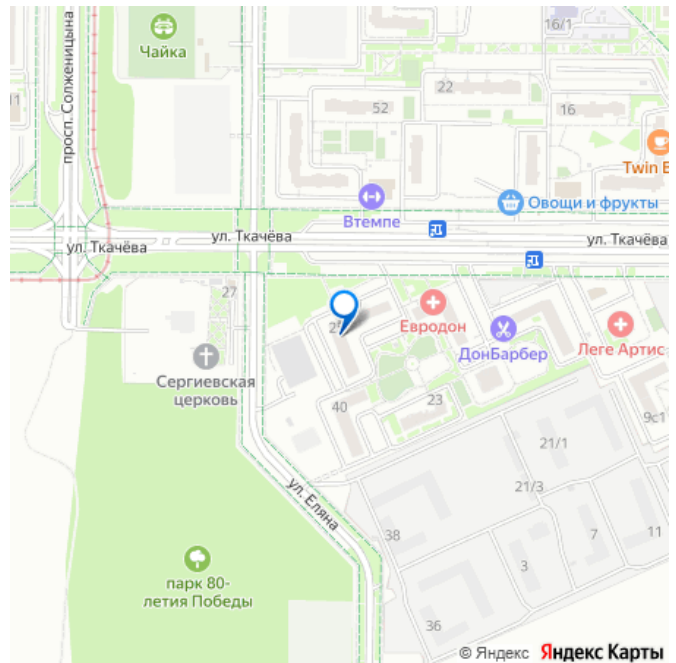 16/1
Чайка
просп. Солженицына
11
22
52
16
Twin
Втемпе
Овощи и фрукты
ул. Ткачёва
ул. Ткачёва
ул. Ткачёва
27
Евродон
ДонБарбер
Леге Артис
Сергиевская
церковь
40
23
9с1
21/1
21/3
ул. Еляна
38
7
11
3
парк 80-
летия Победы
36
© Яндекс Яндекс Карты